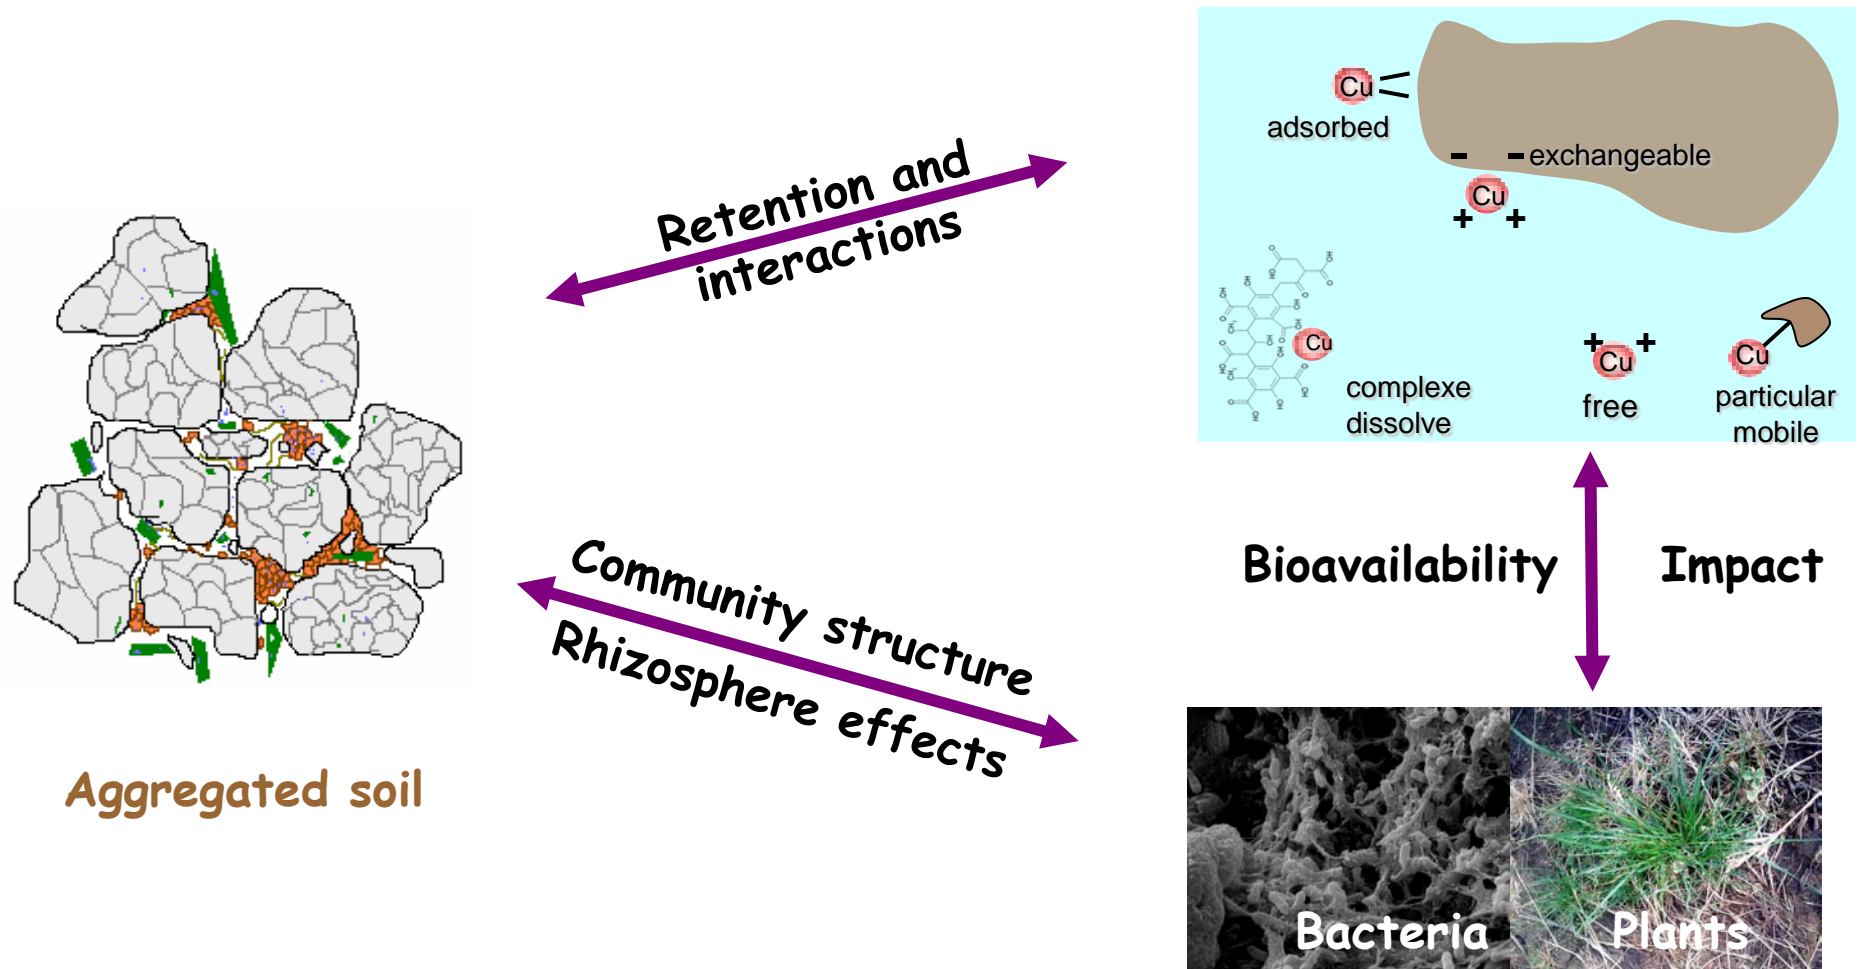 Cu
adsorbed
- -exchangeable
Cu
+ +
Retention and
interactions
Cu
complexe
dissolve
+ +
Cu
free
Cu
particular
mobile
Bioavailability
Impact
Community structure
Rhizosphere effects
Aggregated soil
Bacteria
Plants